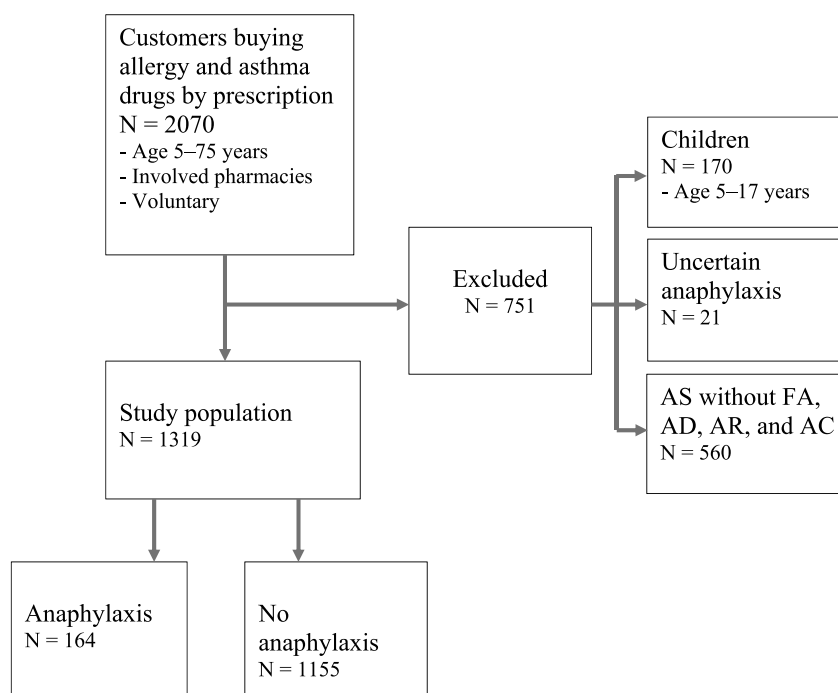 Customers buying
allergy and asthma
drugs by prescription
N = 2070
- Age 5–75 years
- Involved pharmacies
- Voluntary
Excluded
N = 751
Children
N = 170
- Age 5–17 years
Uncertain
anaphylaxis
N = 21
AS without FA,
AD, AR, and AC
N = 560
Study population
N = 1319
Anaphylaxis
N = 164
No
anaphylaxis
N = 1155